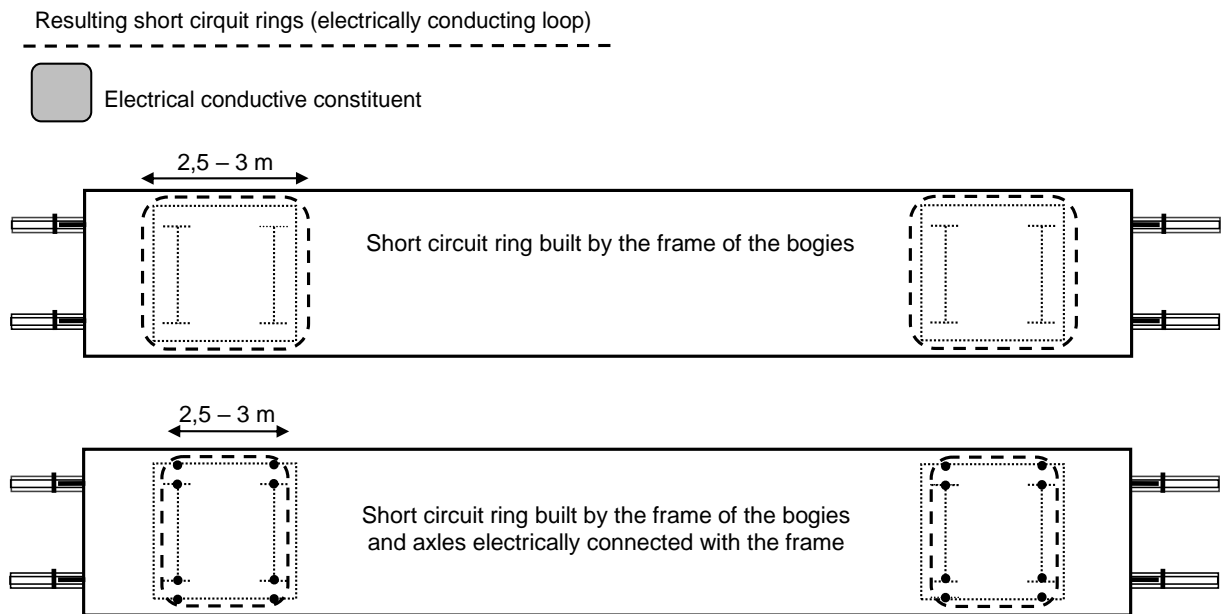 Resulting short cirquit rings (electrically conducting loop)
Electrical conductive constituent
2,5 – 3 m
Short circuit ring built by the frame of the bogies
2,5 – 3 m
Short circuit ring built by the frame of the bogies
and axles electrically connected with the frame